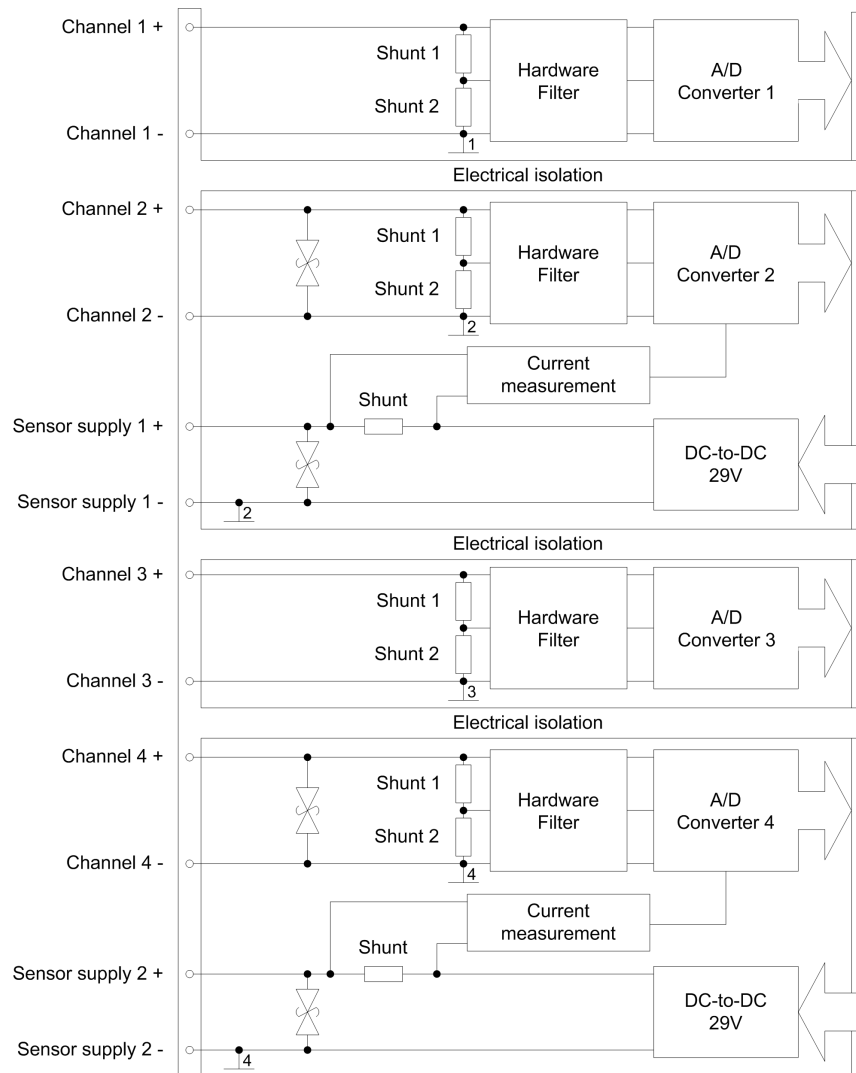 Channel 1 +
Shunt 1
Hardware
Filter
A/D
Converter 1
Shunt 2
Channel 1 -
1
Electrical isolation
Channel 2 +
Shunt 1
Hardware
Filter
A/D
Converter 2
Shunt 2
Channel 2 -
2
Current
measurement
Shunt
Sensor supply 1 +
DC-to-DC
29V
Sensor supply 1 -
2
Electrical isolation
Channel 3 +
Shunt 1
Hardware
Filter
A/D
Converter 3
Shunt 2
Channel 3 -
3
Electrical isolation
Channel 4 +
Shunt 1
Hardware
Filter
A/D
Converter 4
Shunt 2
Channel 4 -
4
Current
measurement
Shunt
Sensor supply 2 +
DC-to-DC
29V
Sensor supply 2 -
4